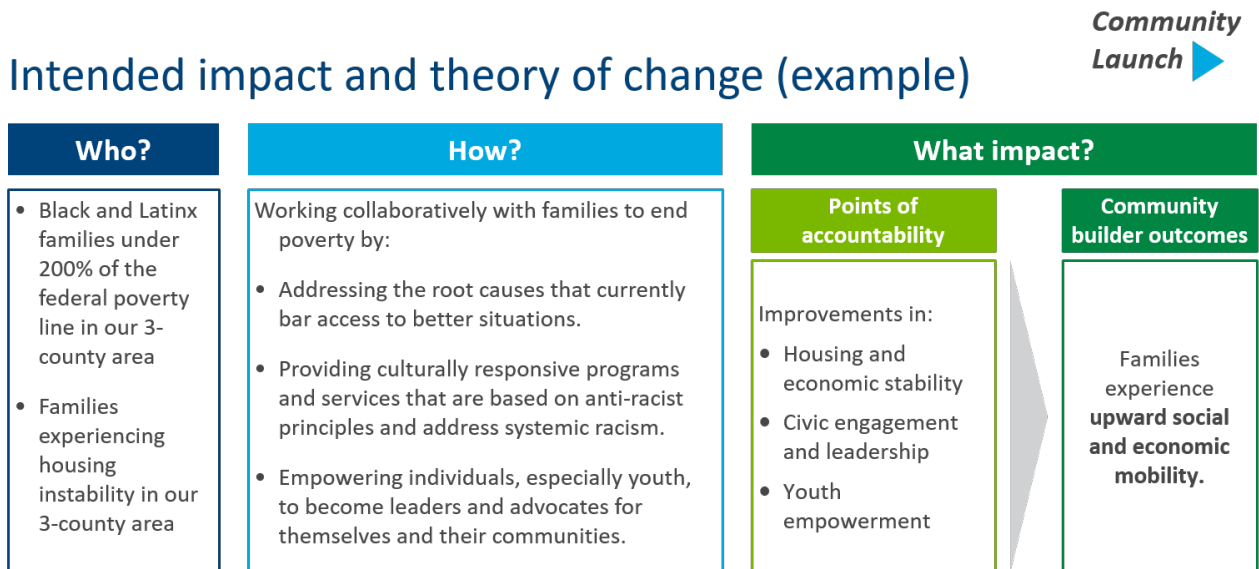 Community
Launch
Intended impact and theory of change (example)
Who?
• Black and Latinx
families under
200% of the
federal poverty
line in our 3-
county area
• Families
experiencing
housing
instability in our
3-county area
How?
Working collaboratively with families to end
poverty by:
• Addressing the root causes that currently
bar access to better situations.
• Providing culturally responsive programs
and services that are based on anti-racist
principles and address systemic racism.
• Empowering individuals, especially youth,
to become leaders and advocates for
themselves and their communities.
What impact?
Points of
accountability
Improvements in:
• Housing and
economic stability
• Civic engagement
and leadership
• Youth
empowerment
Community
builder outcomes
Families
experience
upward social
and economic
mobility.